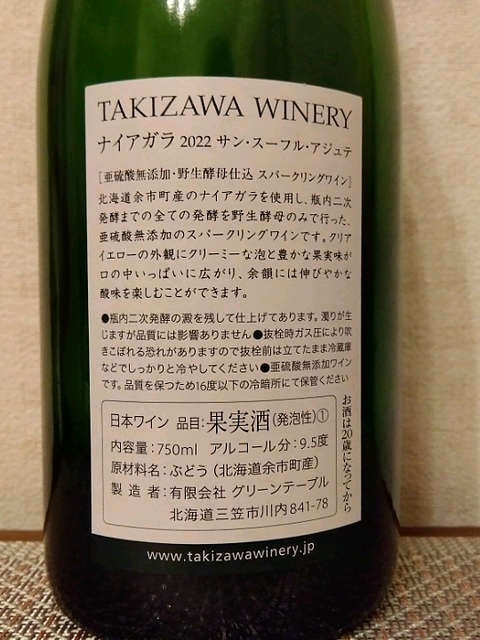 TAKIZAWA WINERY
ナイアガラ 2022 サン・スーフル・アジュテ
［亜硫酸無添加・野生酵母仕込 スパークリングワイン］
北海道余市町産のナイアガラを使用し、瓶内二次
発酵までの全ての発酵を野生酵母のみで行った、
亜硫酸無添加のスパークリングワインです。クリア
イエローの外観にクリーミーな泡と豊かな果実味が
口の中いっぱいに広がり、余韻には伸びやかな
酸味を楽しむことができます。
●瓶内二次発酵の澱を残して仕上げてあります。濁りが生
じますが品質には影響ありません●抜栓時ガス圧により吹
きこぼれる恐れがありますので抜栓前は立てたまま冷蔵庫
などでしっかりと冷やしてください●亜硫酸無添加ワイン
です。品質を保つため16度以下の冷暗所にて保管ください
日本ワイン 品目:果実酒(発泡性)①
内容量:750ml アルコール分:9.5度
原材料名:ぶどう(北海道余市町産)
製造者:有限会社 グリーンテーブル
北海道三笠市川内841-78
お酒は20歳になってから
www.takizawawinery.jp